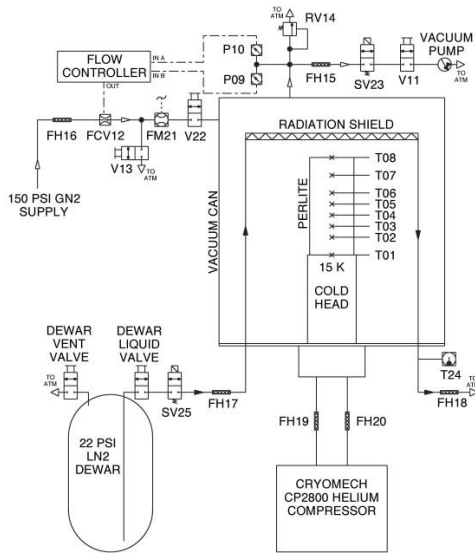 RV14
TO
ATM
P10
FLOW
CONTROLLER
IN A
IN B
OUT
P09
FH15
SV23
V11
VACUUM
PUMP
TO
ATM
FH16
FCV12
FM21
V22
V13
TO
ATM
150 PSI GN2
SUPPLY
VACUUM CAN
RADIATION SHIELD
PERLITE
T08
T07
T06
T05
T04
T03
T02
T01
15 K
COLD
HEAD
DEWAR
VENT
VALVE
DEWAR
LIQUID
VALVE
TO
ATM
SV25
FH17
T24
FH18
TO
ATM
22 PSI
LN2
DEWAR
FH19
FH20
CRYOMECH
CP2800 HELIUM
COMPRESSOR